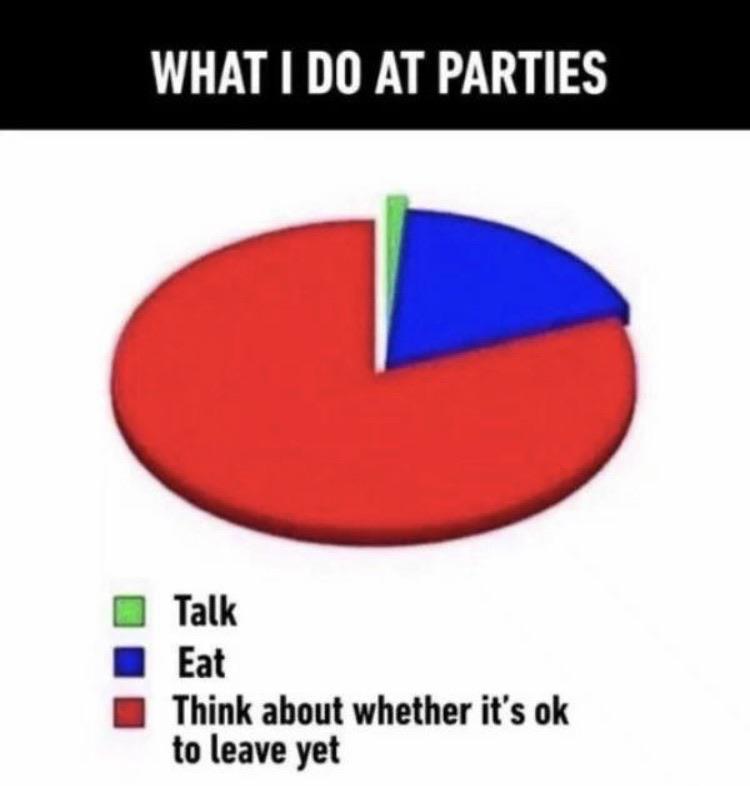 WHAT I DO AT PARTIES
Talk
Eat
Think about whether it's ok
to leave yet